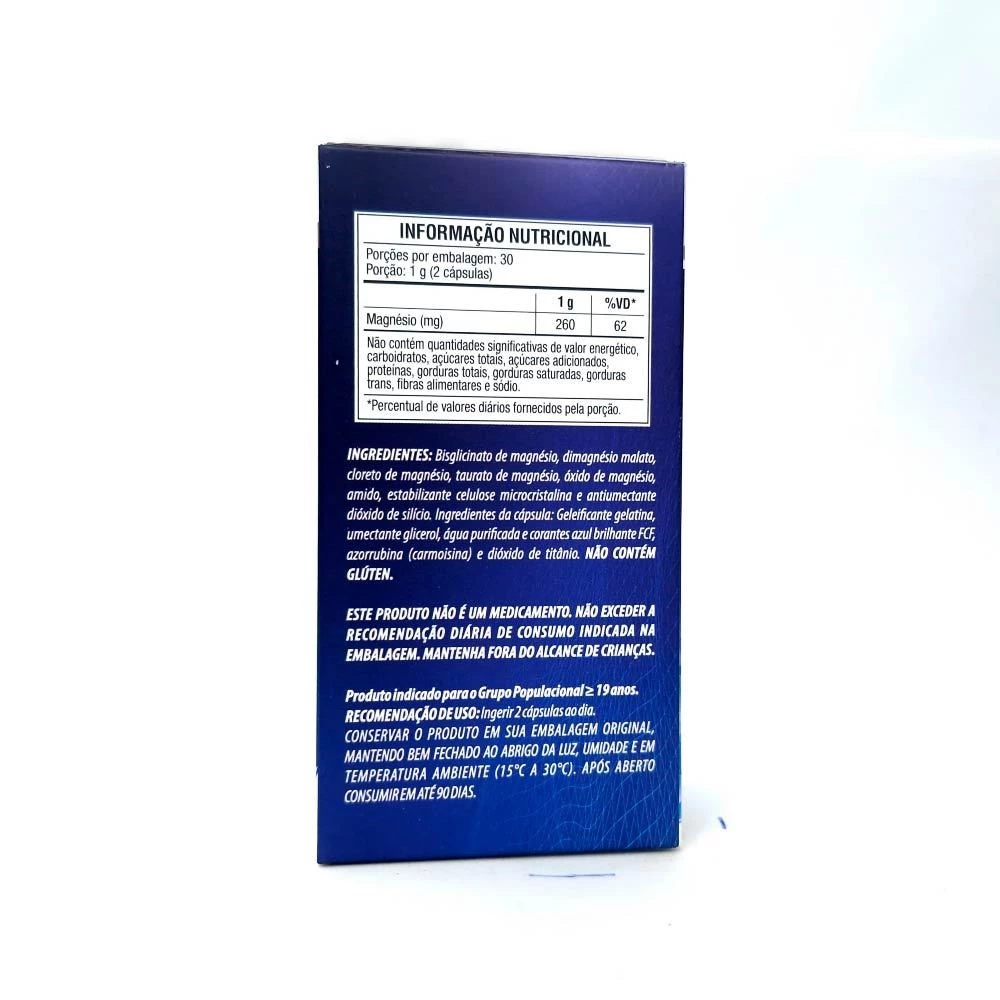 INFORMAÇÃO NUTRICIONAL
Porções por embalagem: 30
Porção: 1 g (2 cápsulas)
1 g %VD*
Magnésio (mg) 260 62
Não contém quantidades significativas de valor energético,
carboidratos, açúcares totais, açúcares adicionados,
proteínas, gorduras totais, gorduras saturadas, gorduras
trans, fibras alimentares e sódio.
*Percentual de valores diários fornecidos pela porção.
INGREDIENTES: Bisglicinato de magnésio, dimagnésio malato,
cloreto de magnésio, taurato de magnésio, óxido de magnésio,
amido, estabilizante celulose microcristalina e antiumectante
dióxido de silício. Ingredientes da cápsula: Geleificante gelatina,
umectante glicerol, água purificada e corantes azul brilhante FCF,
azorrubina (carmoisina) e dióxido de titânio. NÃO CONTÉM
GLÚTEN.
ESTE PRODUTO NÃO É UM MEDICAMENTO. NÃO EXCEDER A
RECOMENDAÇÃO DIÁRIA DE CONSUMO INDICADA NA
EMBALAGEM. MANTENHA FORA DO ALCANCE DE CRIANÇAS.
Produto indicado para o Grupo Populacional ≥ 19 anos.
RECOMENDAÇÃO DE USO: Ingerir 2 cápsulas ao dia.
CONSERVAR O PRODUTO EM SUA EMBALAGEM ORIGINAL,
MANTENDO BEM FECHADO AO ABRIGO DA LUZ, UMIDADE E EM
TEMPERATURA AMBIENTE (15°C A 30°C). APÓS ABERTO
CONSUMIR EM ATÉ 90 DIAS.